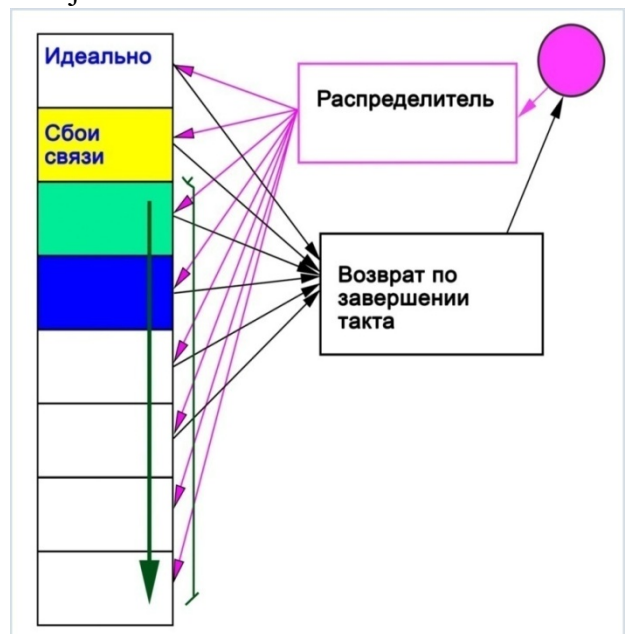 Идеально
Сбои
связи
Распределитель
Возврат по
завершении
такта